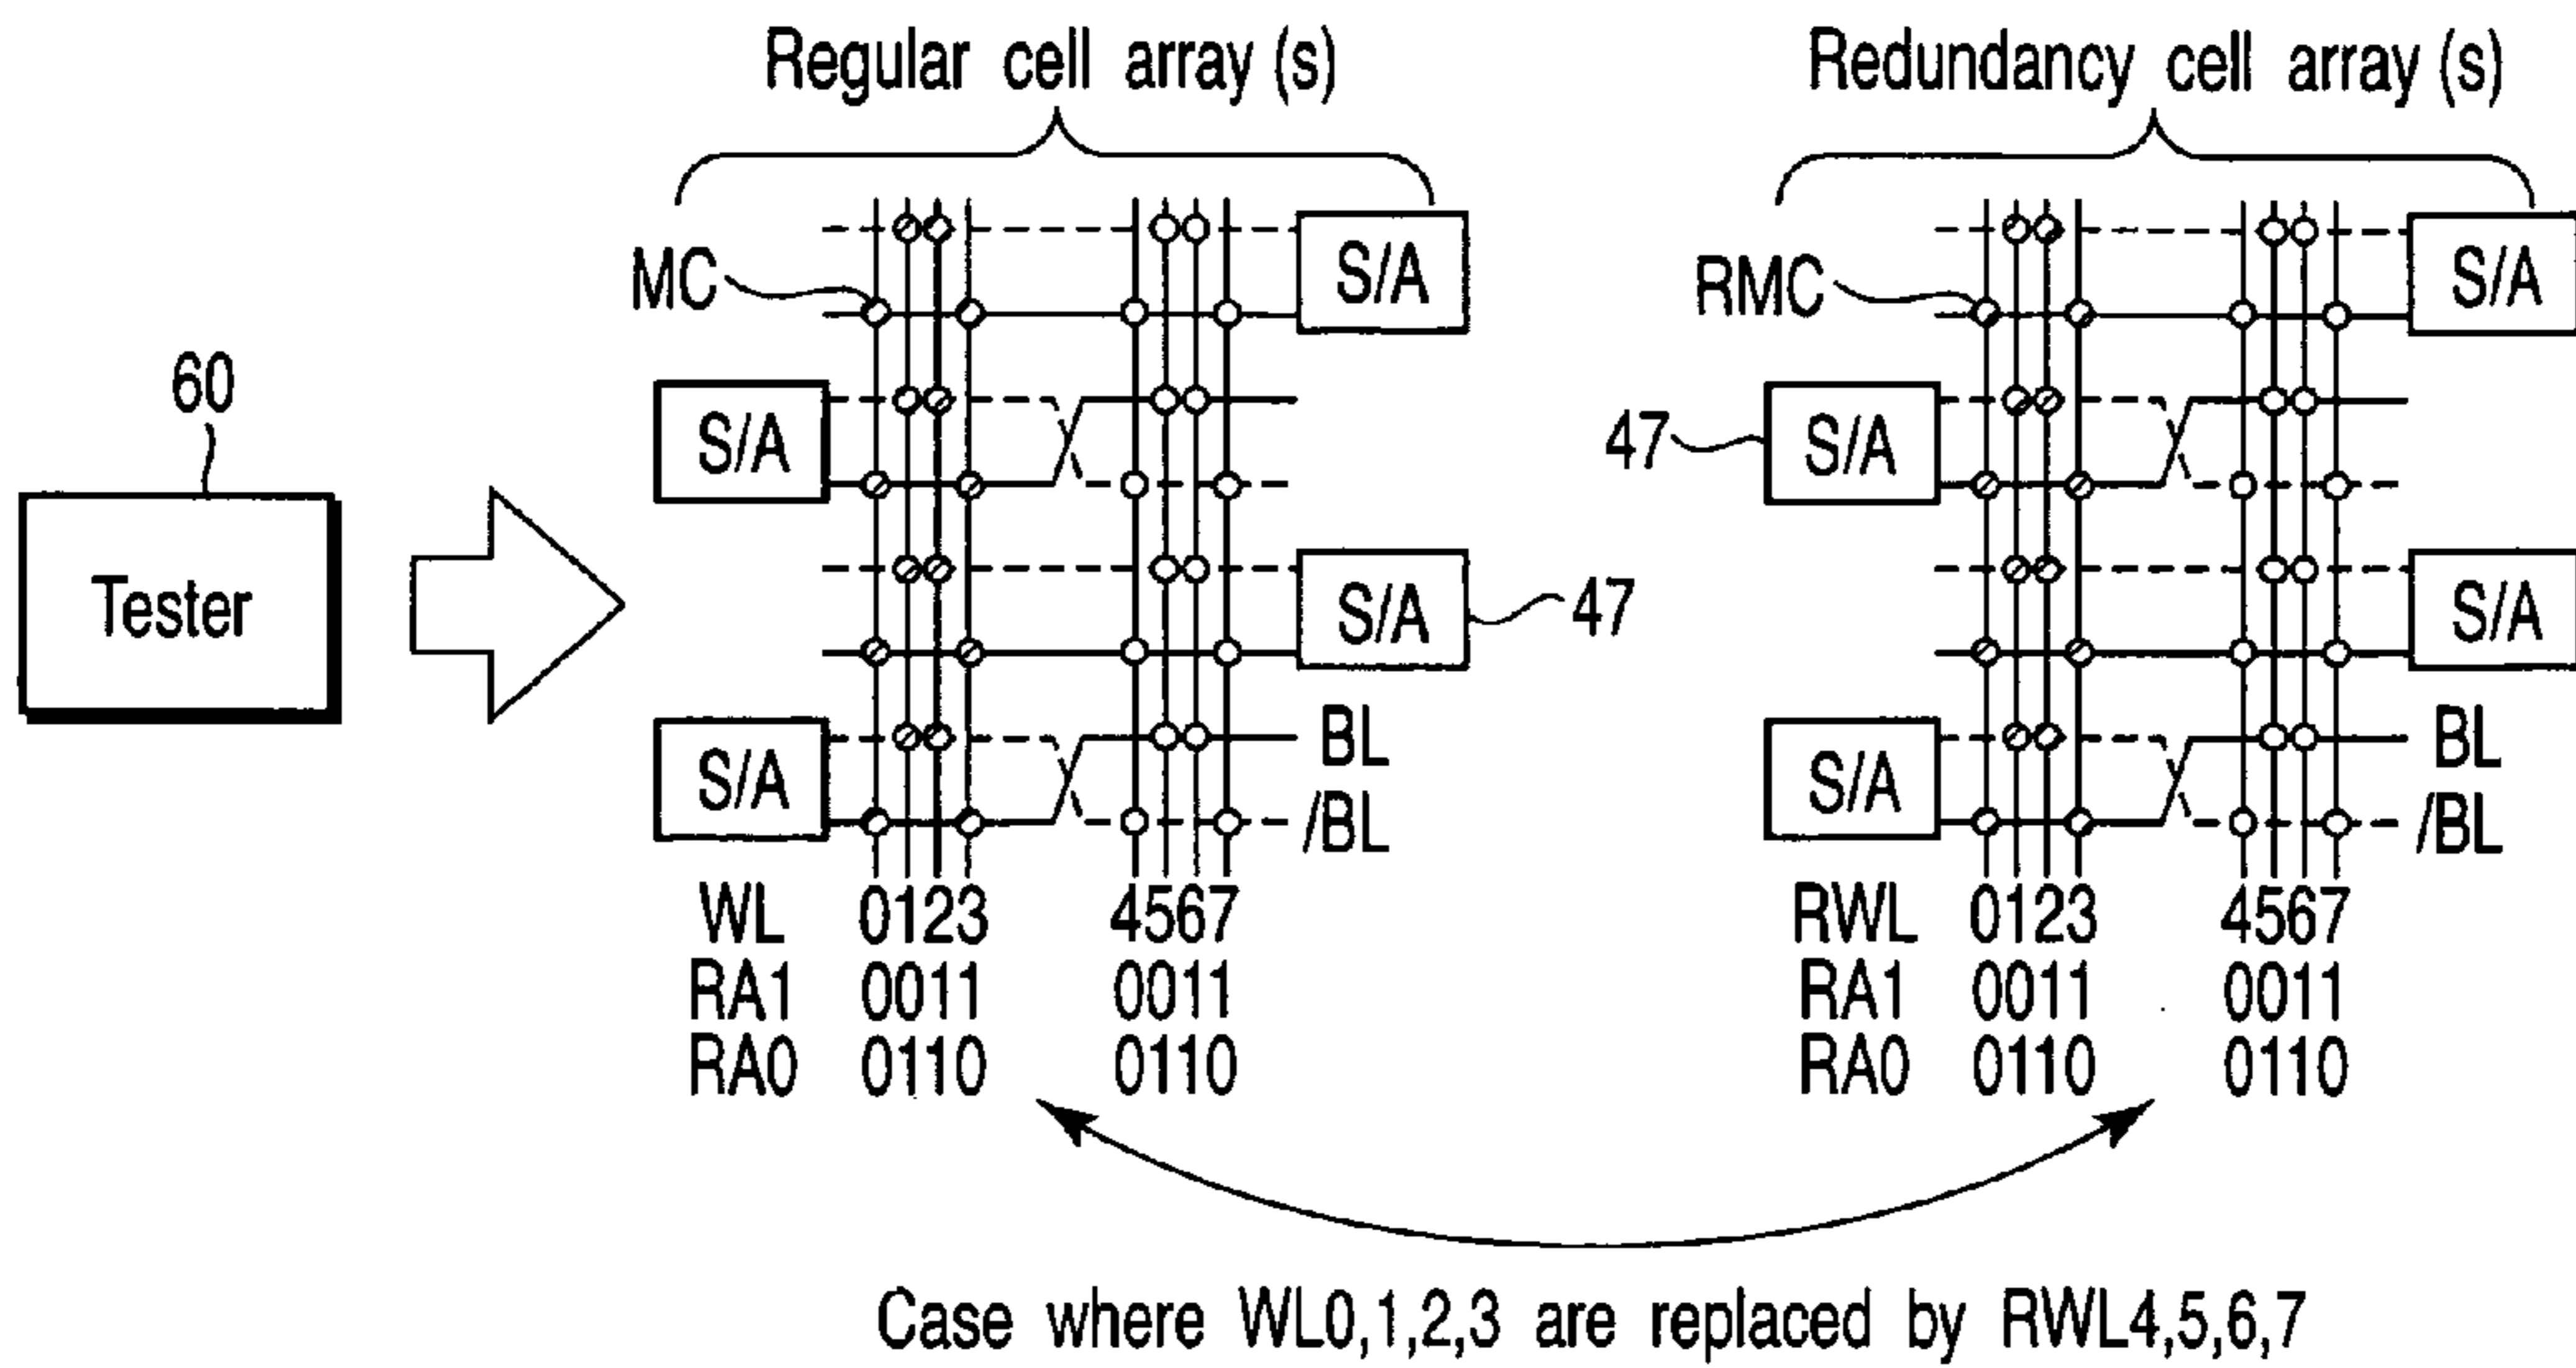 Regular cell array (s)
Redundancy cell array (s)
S/A
S/A
MC
RMC
60
S/A
47
S/A
Tester
S/A
47
S/A
S/A
BL
/BL
S/A
BL
/BL
WL 0123 4567
RA1 0011 0011
RA0 0110 0110
RWL 0123 4567
RA1 0011 0011
RA0 0110 0110
Case where WL0,1,2,3 are replaced by RWL4,5,6,7